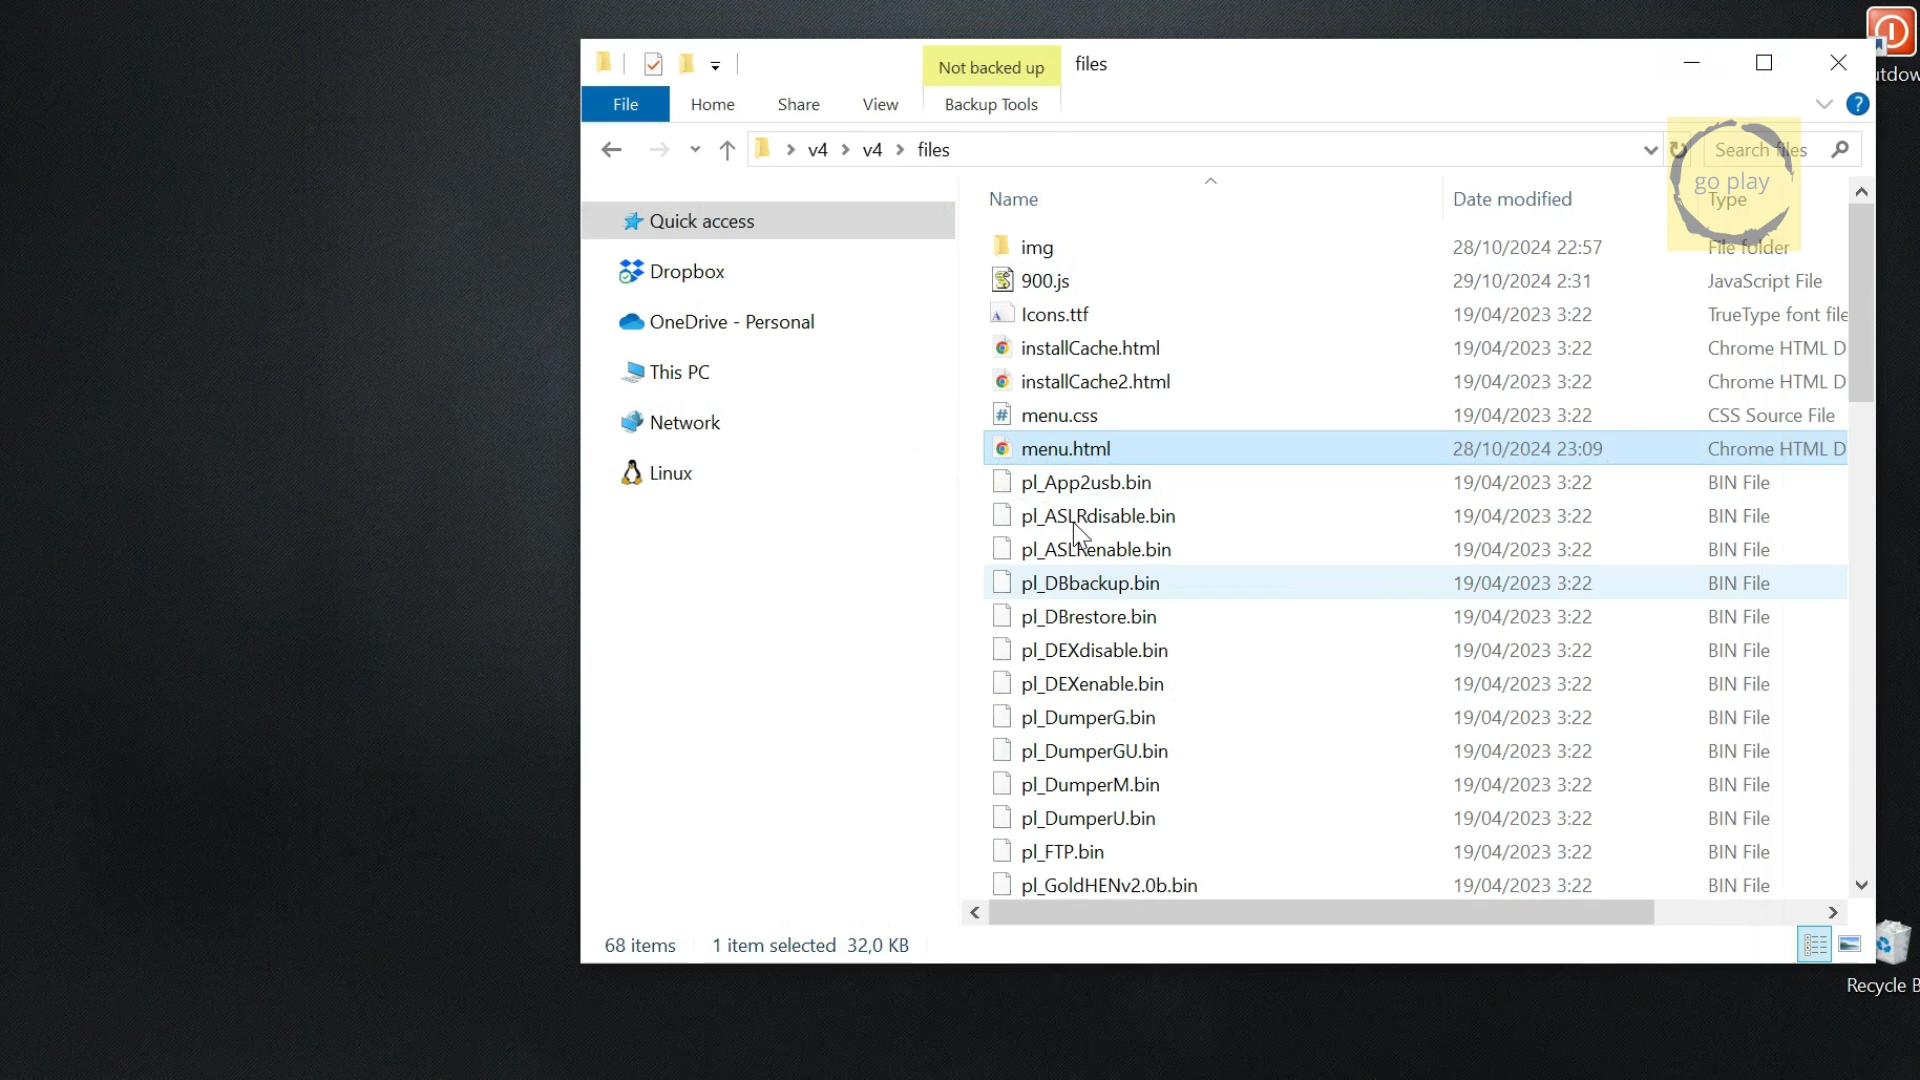 Not backed up
files
File
Home
Share
View
Backup Tools
v4
v4
files
Search files
go play
Quick access
Dropbox
OneDrive - Personal
This PC
Network
Linux
Name
Date modified
Type
img
28/10/2024 22:57
File folder
900.js
29/10/2024 2:31
JavaScript File
Icons.ttf
19/04/2023 3:22
TrueType font file
installCache.html
19/04/2023 3:22
Chrome HTML D
installCache2.html
19/04/2023 3:22
Chrome HTML D
menu.css
19/04/2023 3:22
CSS Source File
menu.html
28/10/2024 23:09
Chrome HTML D
pl_App2usb.bin
19/04/2023 3:22
BIN File
pl_ASLRdisable.bin
19/04/2023 3:22
BIN File
pl_ASLRenable.bin
19/04/2023 3:22
BIN File
pl_DBbackup.bin
19/04/2023 3:22
BIN File
pl_DBrestore.bin
19/04/2023 3:22
BIN File
pl_DEXdisable.bin
19/04/2023 3:22
BIN File
pl_DEXenable.bin
19/04/2023 3:22
BIN File
pl_DumperG.bin
19/04/2023 3:22
BIN File
pl_DumperGU.bin
19/04/2023 3:22
BIN File
pl_DumperM.bin
19/04/2023 3:22
BIN File
pl_DumperU.bin
19/04/2023 3:22
BIN File
pl_FTP.bin
19/04/2023 3:22
BIN File
pl_GoldHENv2.0b.bin
19/04/2023 3:22
BIN File
68 items
1 item selected 32,0 KB
utdow
Recycle B